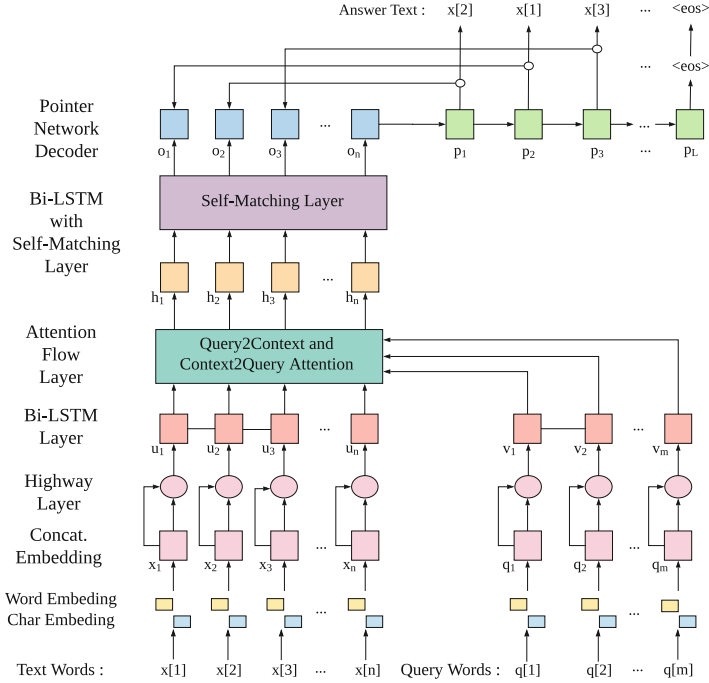 Answer Text : x[2] x[1] x[3] ... <eos>
... <eos>
Pointer
Network
Decoder
...
...
o1 o2 o3 on p1 p2 p3 ... pL
Bi-LSTM
with
Self-Matching
Layer
Self-Matching Layer
...
h1 h2 h3 hn
Attention
Flow
Layer
Query2Context and
Context2Query Attention
Bi-LSTM
Layer
...
...
u1 u2 u3 un v1 v2 vm
Highway
Layer
Concat.
Embedding
...
...
x1 x2 x3 xn q1 q2 qm
Word Embeding
Char Embeding
...
...
Text Words : x[1] x[2] x[3] ... x[n] Query Words : q[1] q[2] ... q[m]